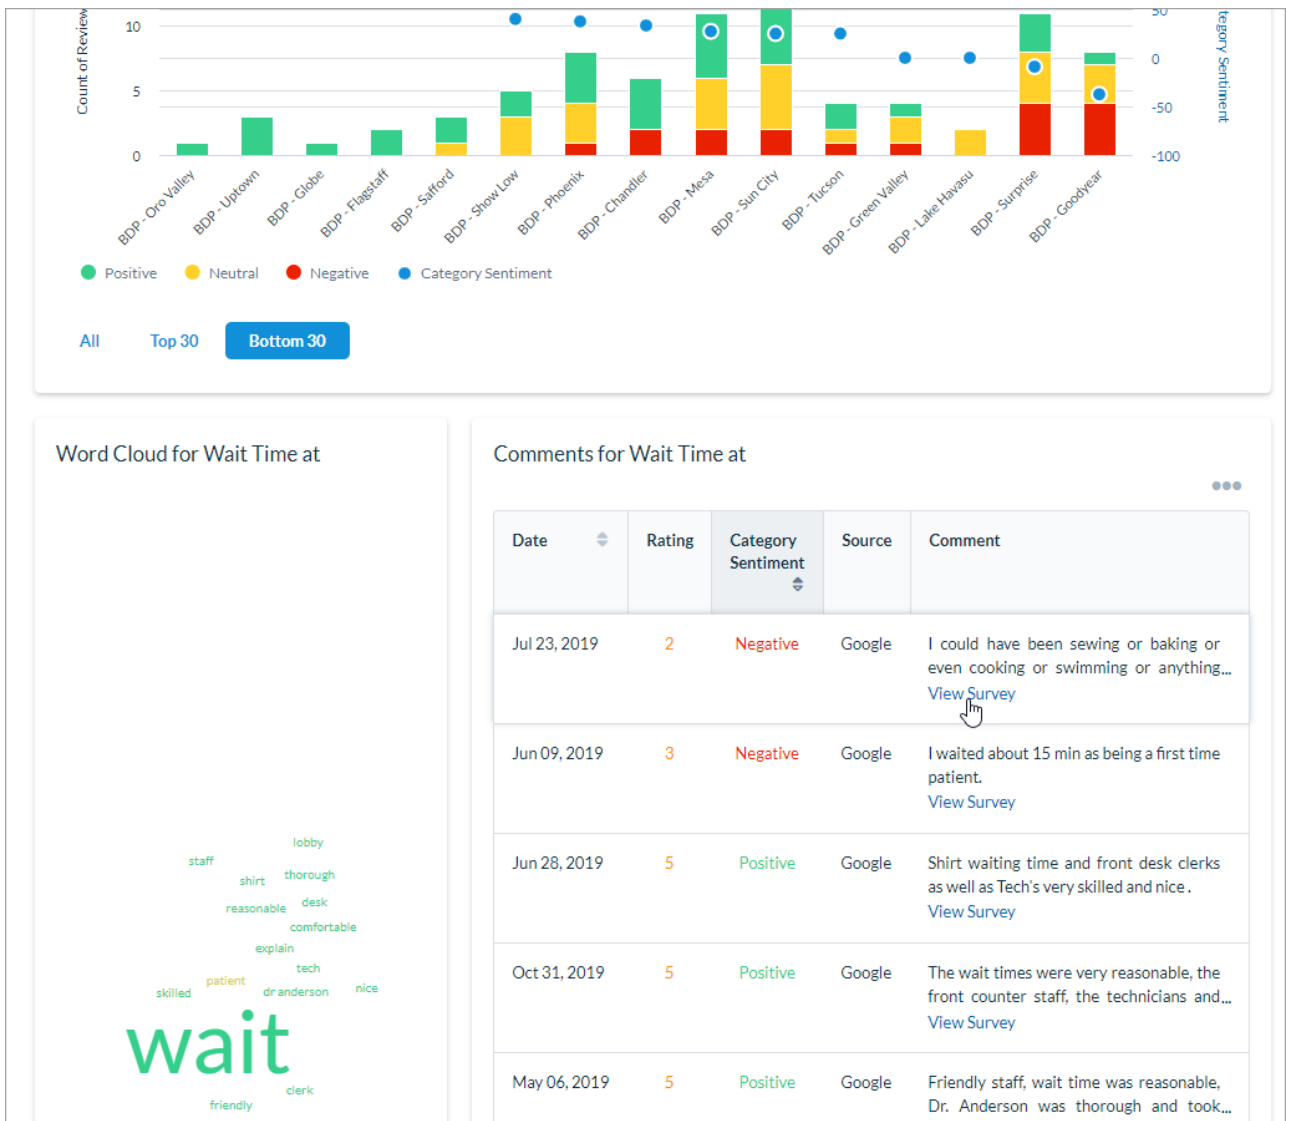 Count of Review
10
5
0
50
0
-50
-100
tegory Sentiment
BDP - Oro Valley
BDP - Uptown
BDP - Globe
BDP - Flagstaff
BDP - Safford
BDP - Show Low
BDP - Phoenix
BDP - Chandler
BDP - Mesa
BDP - Sun City
BDP - Tucson
BDP - Green Valley
BDP - Lake Havasu
BDP - Surprise
BDP - Goodyear
Positive Neutral Negative Category Sentiment
All Top 30 Bottom 30
Word Cloud for Wait Time at
lobby
staff
thorough
shirt
desk
reasonable
comfortable
explain
tech
patient
skilled
dr anderson
nice
wait
clerk
friendly
Comments for Wait Time at
Date Rating Category Source Comment
Sentiment
Jul 23, 2019 2 Negative Google I could have been sewing or baking or
even cooking or swimming or anything...
View Survey
Jun 09, 2019 3 Negative Google I waited about 15 min as being a first time
patient.
View Survey
Jun 28, 2019 5 Positive Google Shirt waiting time and front desk clerks
as well as Tech's very skilled and nice .
View Survey
Oct 31, 2019 5 Positive Google The wait times were very reasonable, the
front counter staff, the technicians and...
View Survey
May 06, 2019 5 Positive Google Friendly staff, wait time was reasonable,
Dr. Anderson was thorough and took...